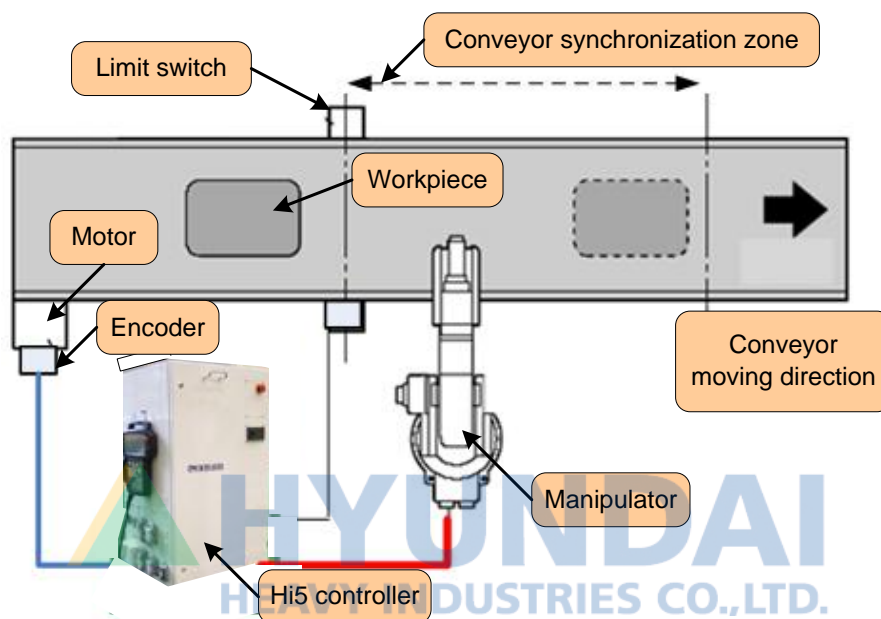 Conveyor synchronization zone
Limit switch
Workpiece
Motor
Encoder
Conveyor
moving direction
Manipulator
Hi5 controller
HYUNDAI
HEAVY INDUSTRIES CO.,LTD.